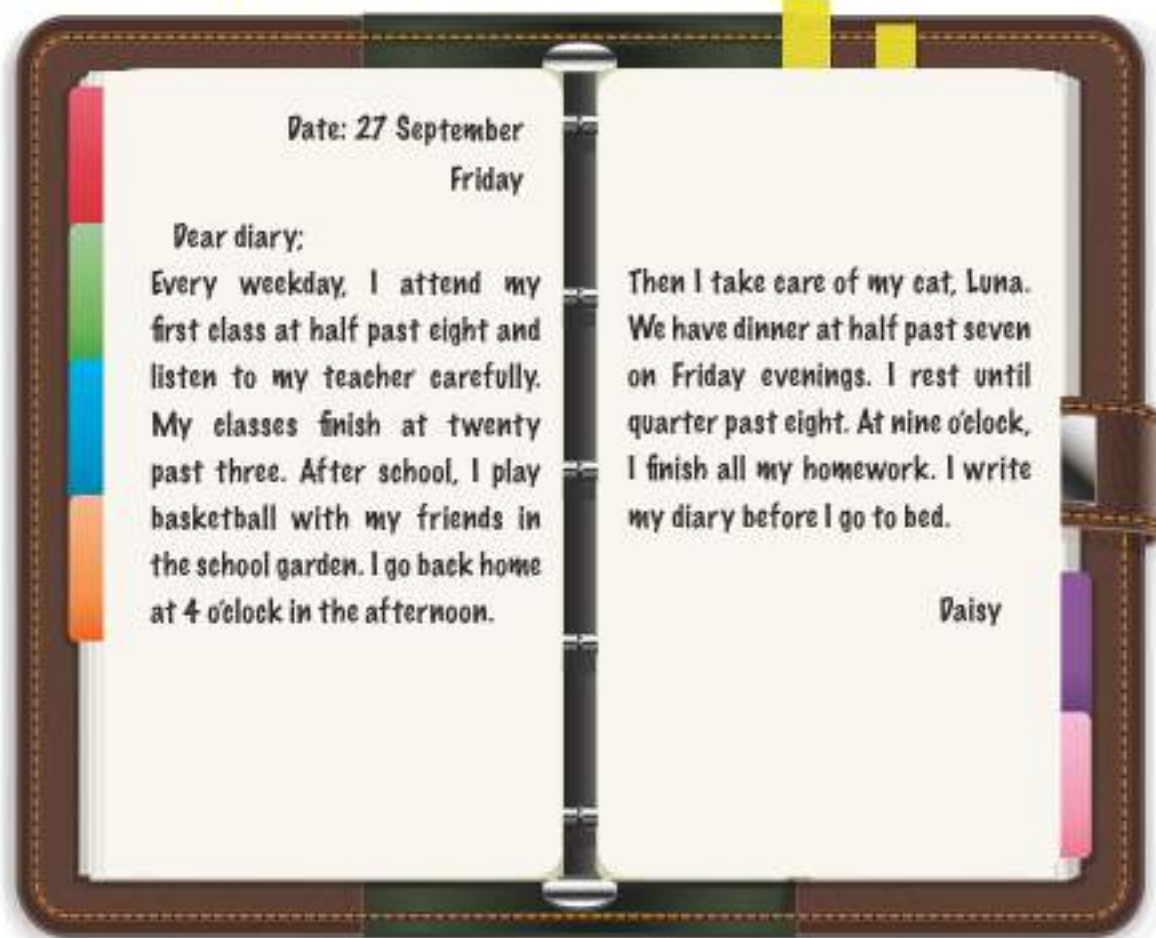 Date: 27 September
Friday
Dear diary;
Every weekday, I attend my
first class at half past eight and
listen to my teacher carefully.
My classes finish at twenty
past three. After school, I play
basketball with my friends in
the school garden. I go back home
at 4 o'clock in the afternoon.
Then I take care of my cat, Luna.
We have dinner at half past seven
on Friday evenings. I rest until
quarter past eight. At nine o'clock,
I finish all my homework. I write
my diary before I go to bed.
Daisy